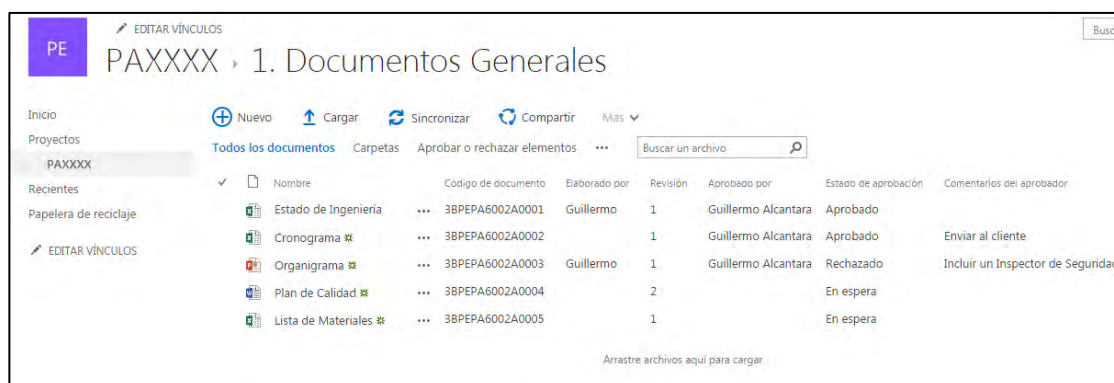 EDITAR VÍNCULOS
Busc
PE
PAXXXX › 1. Documentos Generales
Inicio
Proyectos
PAXXXX
Recientes
Papelera de reciclaje
EDITAR VÍNCULOS
Nuevo Cargar Sincronizar Compartir Más
Todos los documentos Carpetas Aprobar o rechazar elementos ••• Buscar un archivo
Nombre Código de documento Elaborado por Revisión Aprobado por Estado de aprobación Comentarios del aprobador
Estado de Ingeniería ••• 3BPEPA6002A0001 Guillermo 1 Guillermo Alcantara Aprobado
Cronograma ••• 3BPEPA6002A0002 1 Guillermo Alcantara Aprobado Enviar al cliente
Organigrama ••• 3BPEPA6002A0003 Guillermo 1 Guillermo Alcantara Rechazado Incluir un Inspector de Seguridad
Plan de Calidad ••• 3BPEPA6002A0004 2 En espera
Lista de Materiales ••• 3BPEPA6002A0005 1 En espera
Arrastre archivos aquí para cargar